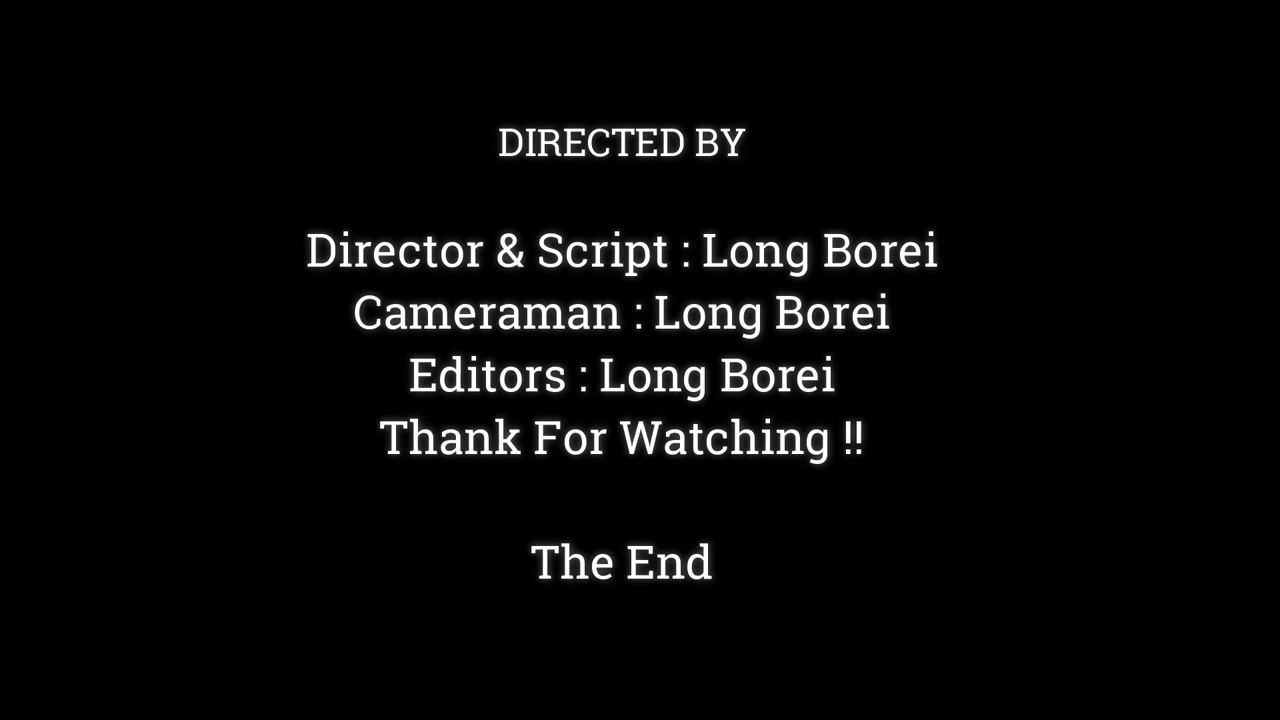 DIRECTED BY
Director & Script : Long Borei
Cameraman : Long Borei
Editors : Long Borei
Thank For Watching !!
The End